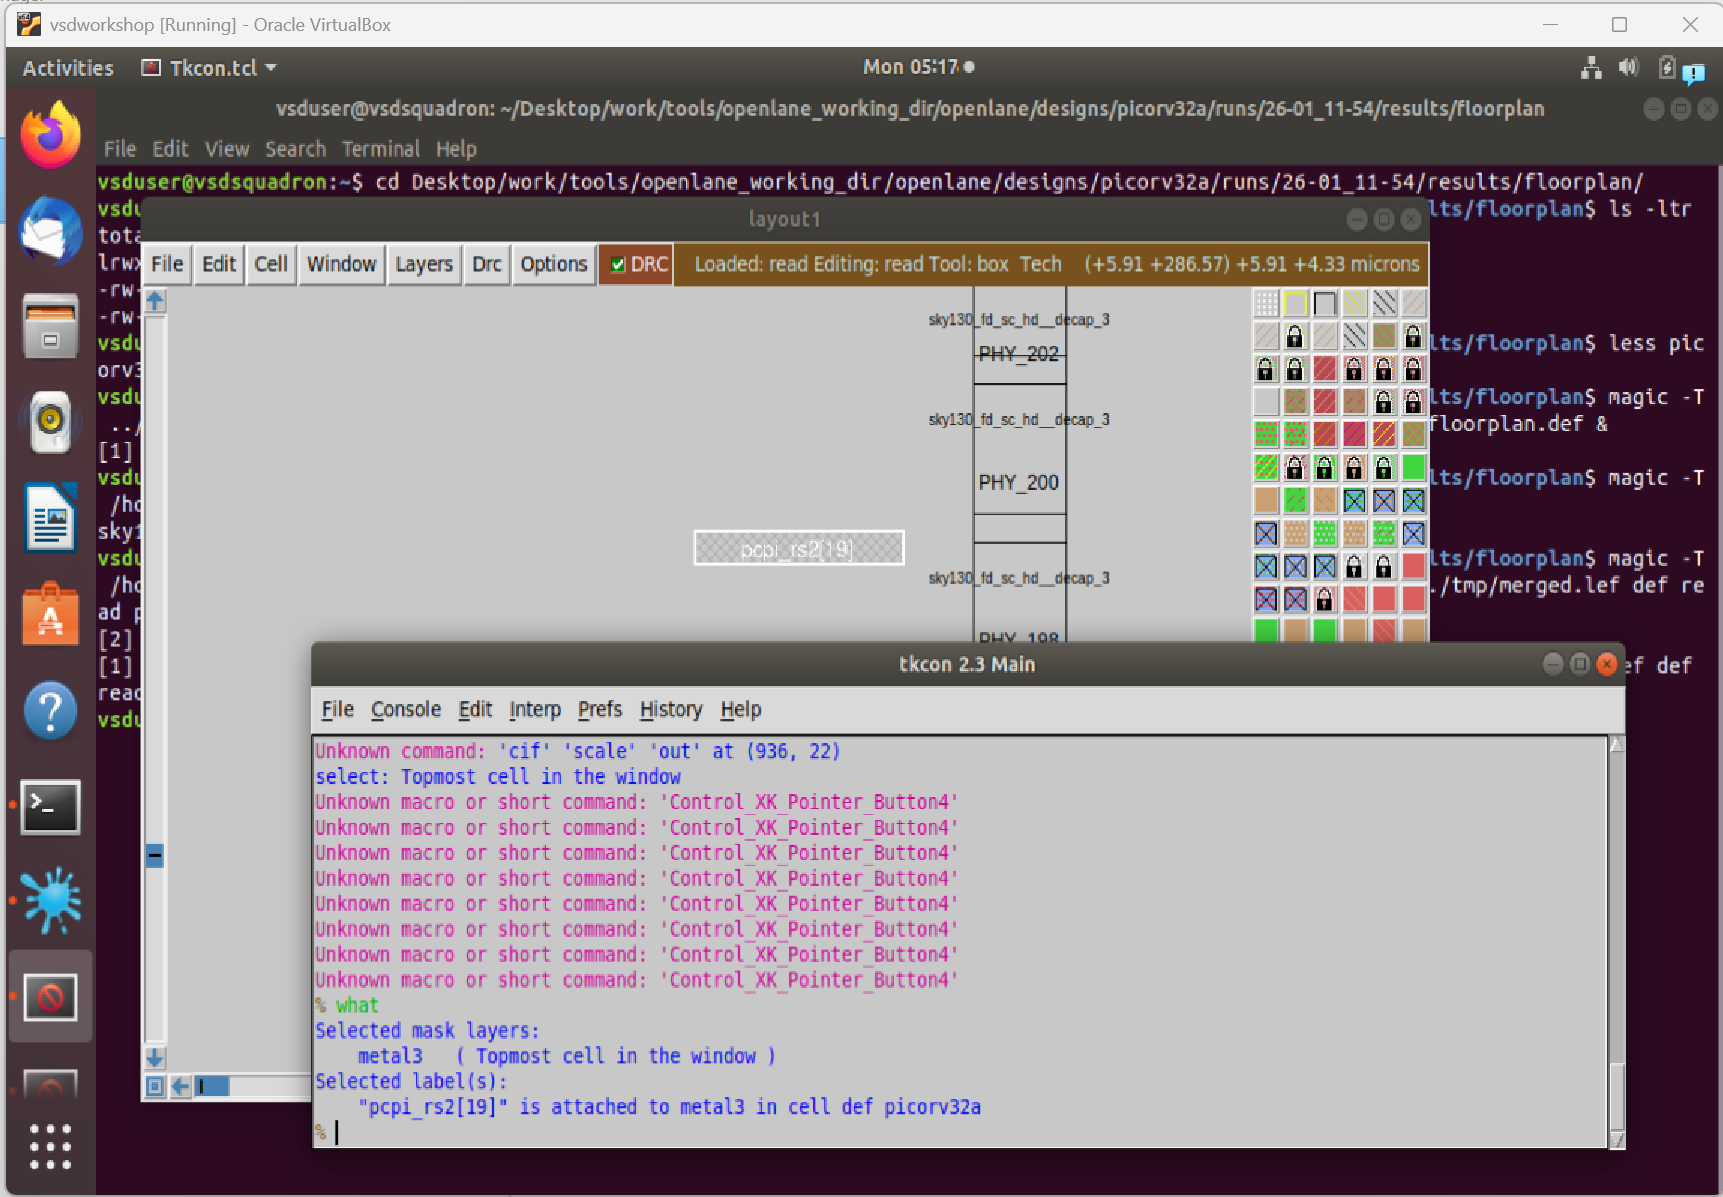 vsdworkshop [Running] - Oracle VirtualBox
Activities Tkcon.tcl Mon 05:17
vsduser@vsdsquadron: ~/Desktop/work/tools/openlane_working_dir/openlane/designs/picorv32a/runs/26-01_11-54/results/floorplan
File Edit View Search Terminal Help
vsduser@vsdsquadron:~$ cd Desktop/work/tools/openlane_working_dir/openlane/designs/picorv32a/runs/26-01_11-54/results/floorplan/
vsdu lts/floorplan$ ls -ltr
tota
lrwx
-rw-
-rw-
vsdu lts/floorplan$ less pic
orv3
vsdu lts/floorplan$ magic -T
../ floorplan.def &
[1]
vsdu lts/floorplan$ magic -T
/ho
sky1
vsdu lts/floorplan$ magic -T
/ho ./tmp/merged.lef def re
ad p
[2]
[1] ef def
read
vsdu
layout1
File Edit Cell Window Layers Drc Options DRC Loaded: read Editing: read Tool: box Tech (+5.91 +286.57) +5.91 +4.33 microns
sky130_fd_sc_hd__decap_3
PHY_202
sky130_fd_sc_hd__decap_3
PHY_200
pcpi_rs2[19]
sky130_fd_sc_hd__decap_3
PHY_198
tkcon 2.3 Main
File Console Edit Interp Prefs History Help
Unknown command: 'cif' 'scale' 'out' at (936, 22)
select: Topmost cell in the window
Unknown macro or short command: 'Control_XK_Pointer_Button4'
Unknown macro or short command: 'Control_XK_Pointer_Button4'
Unknown macro or short command: 'Control_XK_Pointer_Button4'
Unknown macro or short command: 'Control_XK_Pointer_Button4'
Unknown macro or short command: 'Control_XK_Pointer_Button4'
Unknown macro or short command: 'Control_XK_Pointer_Button4'
Unknown macro or short command: 'Control_XK_Pointer_Button4'
Unknown macro or short command: 'Control_XK_Pointer_Button4'
% what
Selected mask layers:
metal3 ( Topmost cell in the window )
Selected label(s):
"pcpi_rs2[19]" is attached to metal3 in cell def picorv32a
%